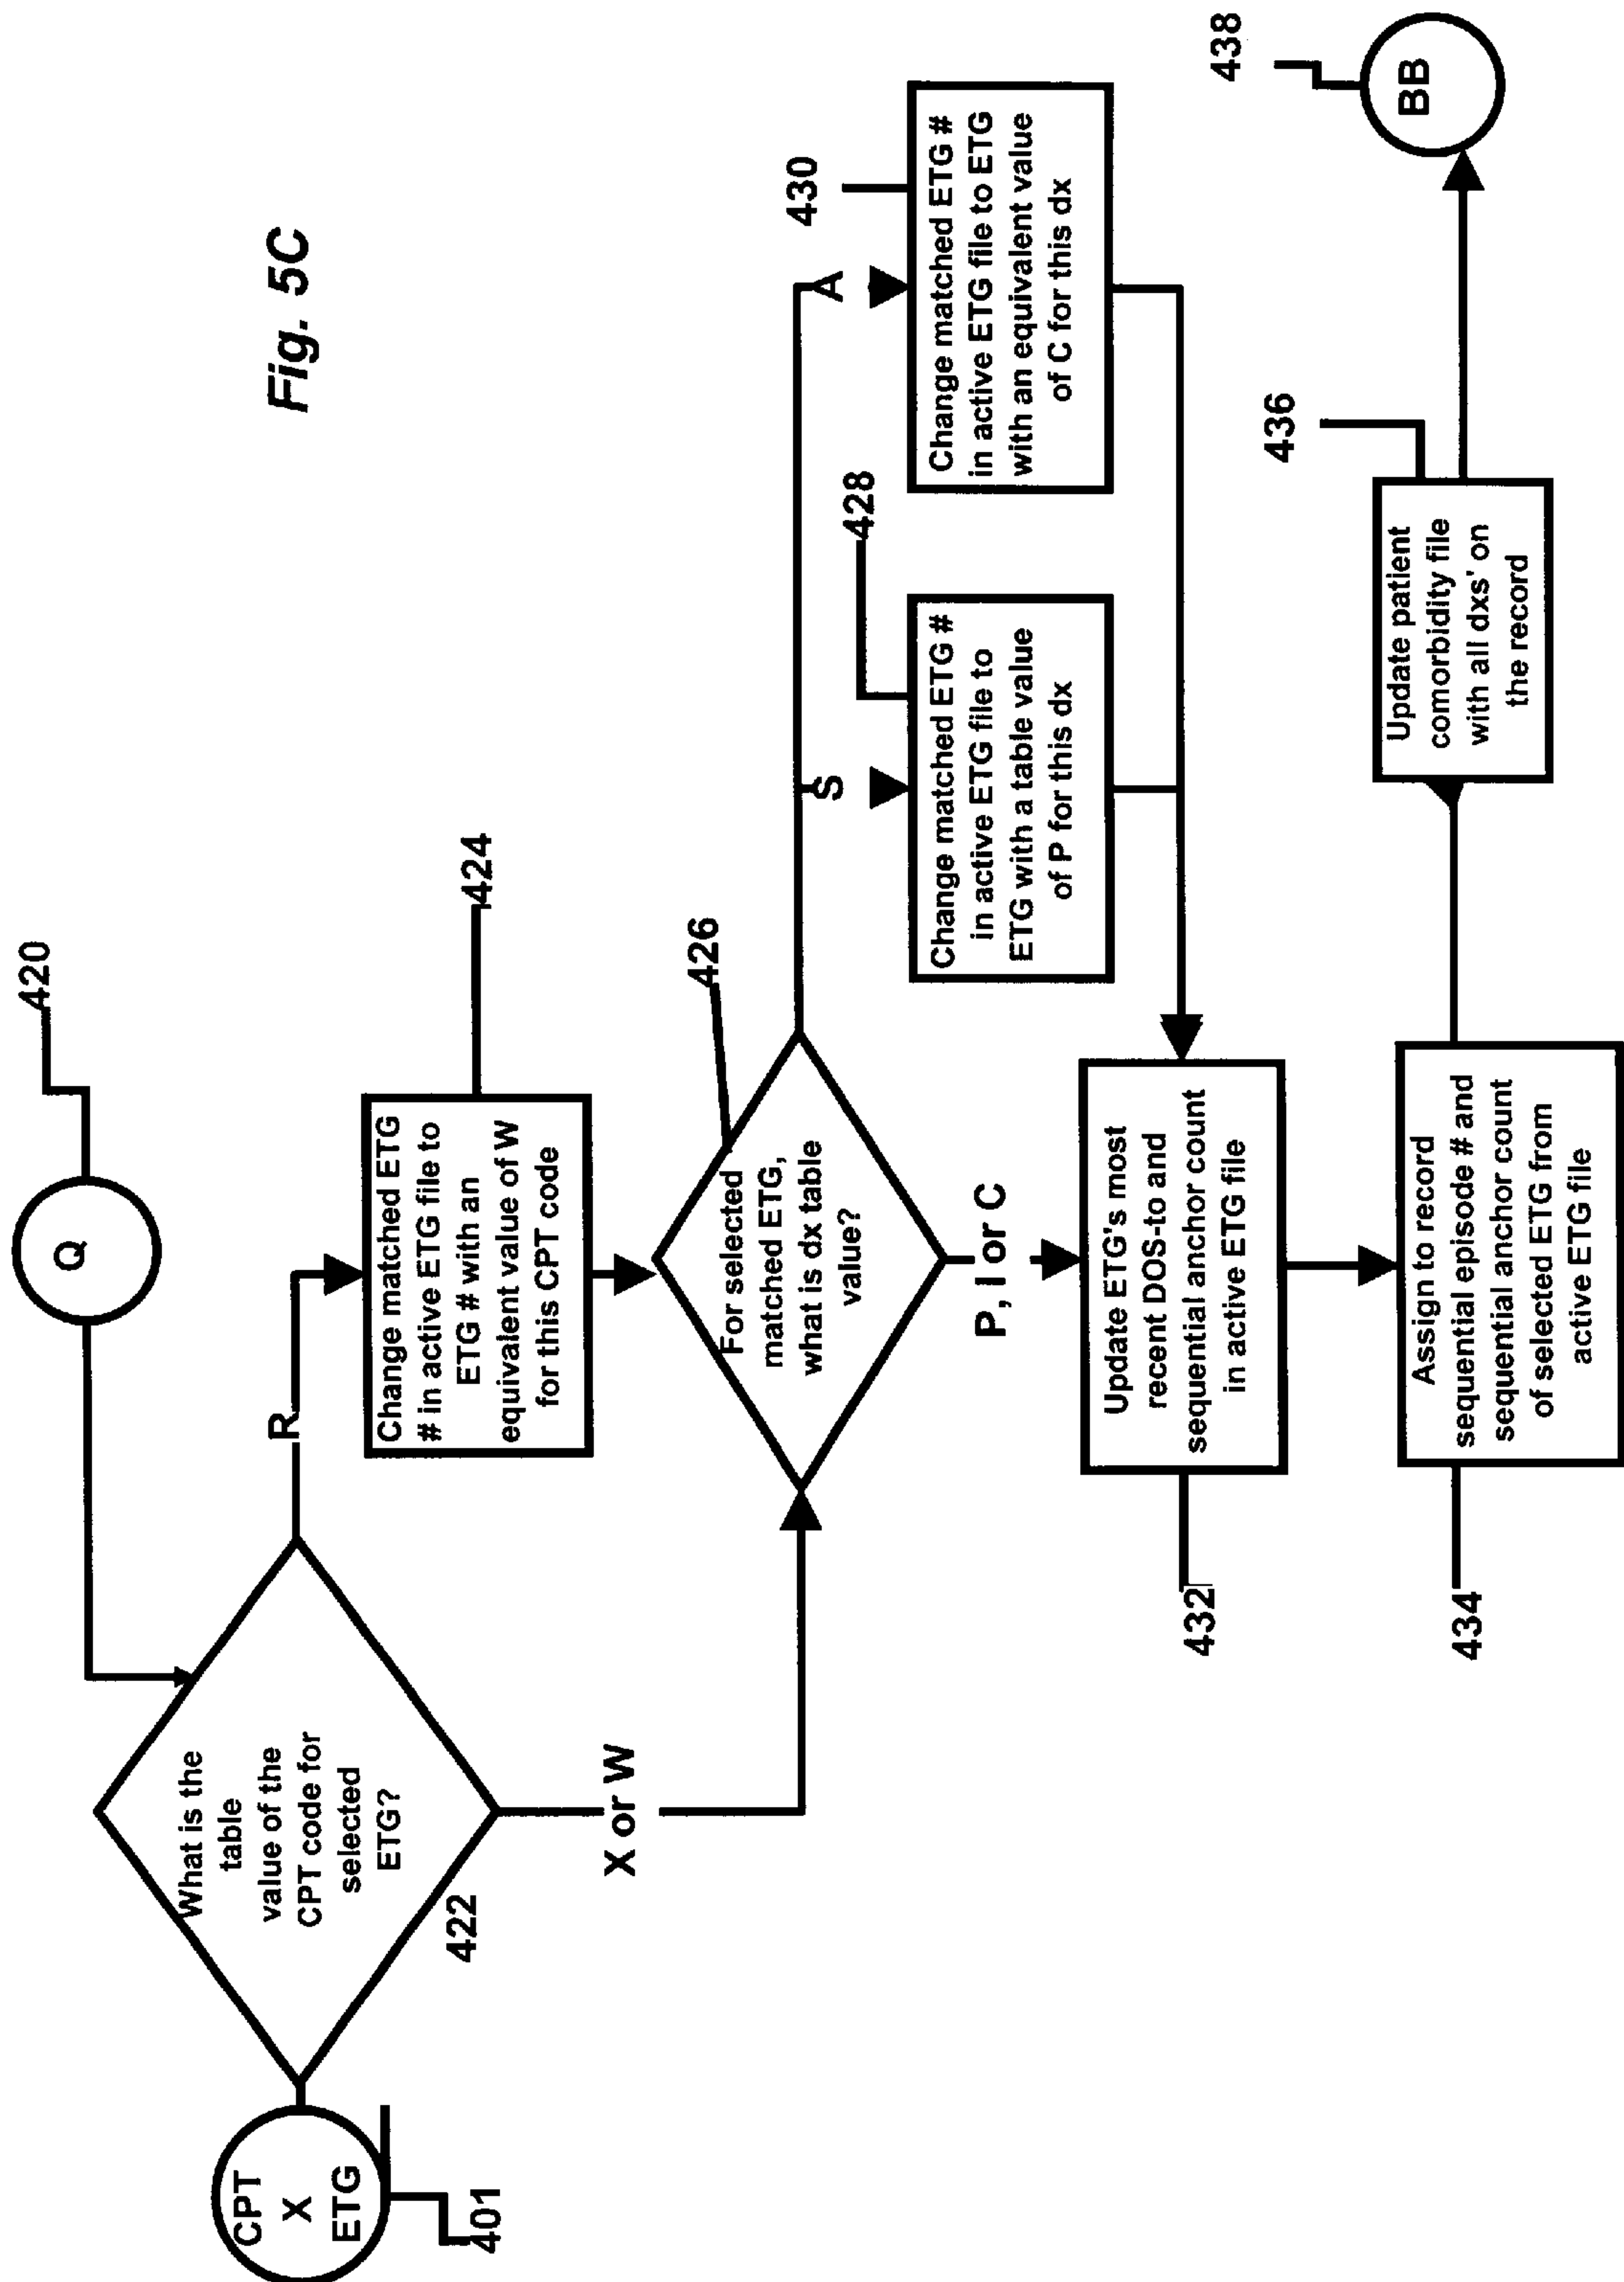 Fig. 5C
420
Q
CPT
X
ETG
401
What is the
table
value of the
CPT code for
selected
ETG?
422
R
X or W
Change matched ETG
# in active ETG file to
ETG # with an
equivalent value of W
for this CPT code
424
For selected
matched ETG,
what is dx table
value?
426
S
A
P, I or C
Change matched ETG #
in active ETG file to
ETG with a table value
of P for this dx
428
Change matched ETG #
in active ETG file to ETG
with an equivalent value
of C for this dx
430
Update ETG's most
recent DOS-to and
sequential anchor count
in active ETG file
432
Assign to record
sequential episode # and
sequential anchor count
of selected ETG from
active ETG file
434
Update patient
comorbidity file
with all dxs' on
the record
436
BB
438